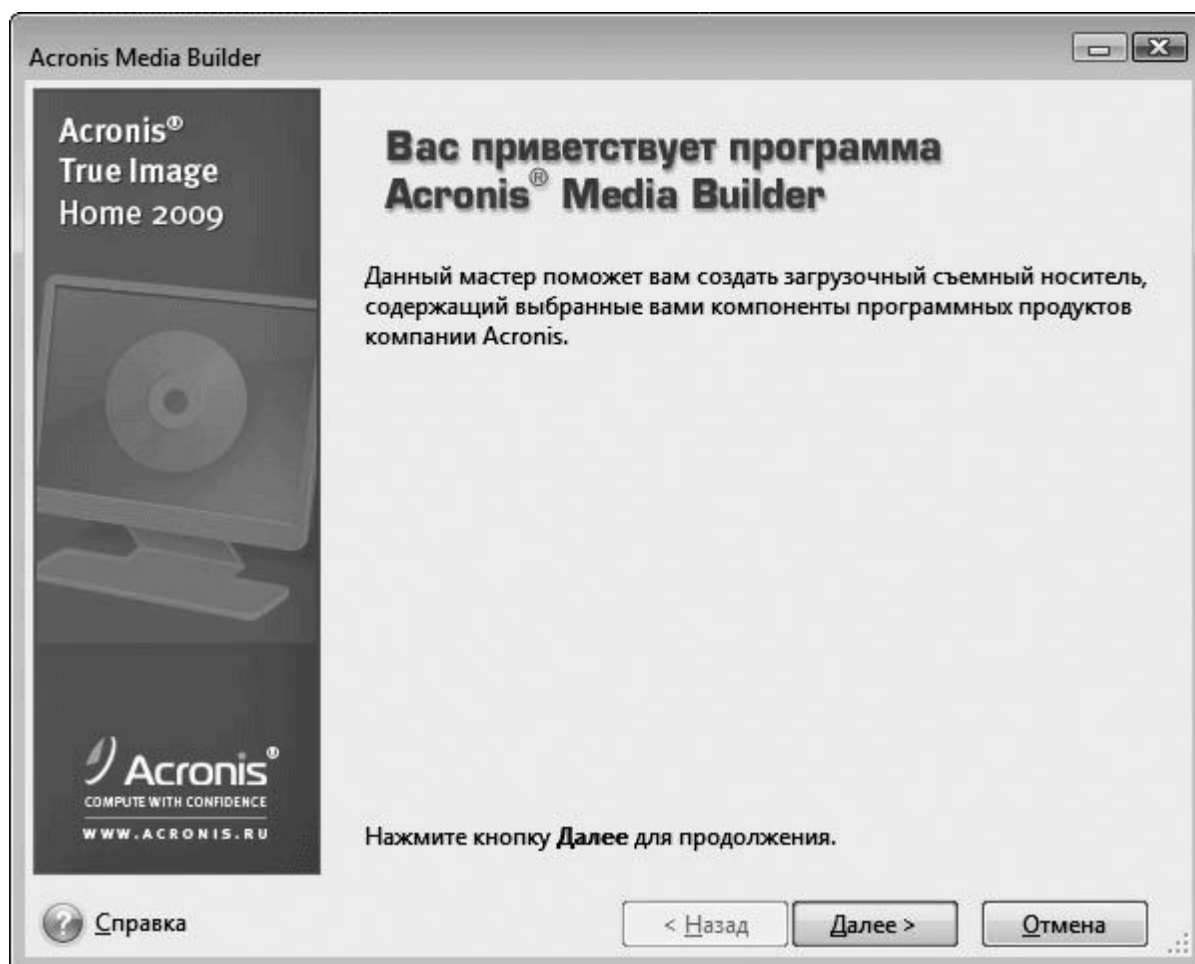 Acronis Media Builder
Acronis®
True Image
Home 2009
Вас приветствует программа
Acronis® Media Builder
Данный мастер поможет вам создать загрузочный съемный носитель,
содержащий выбранные вами компоненты программных продуктов
компании Acronis.
Acronis®
COMPUTE WITH CONFIDENCE
WWW.ACRONIS.RU
Нажмите кнопку Далее для продолжения.
? Справка
< Назад
Далее >
Отмена